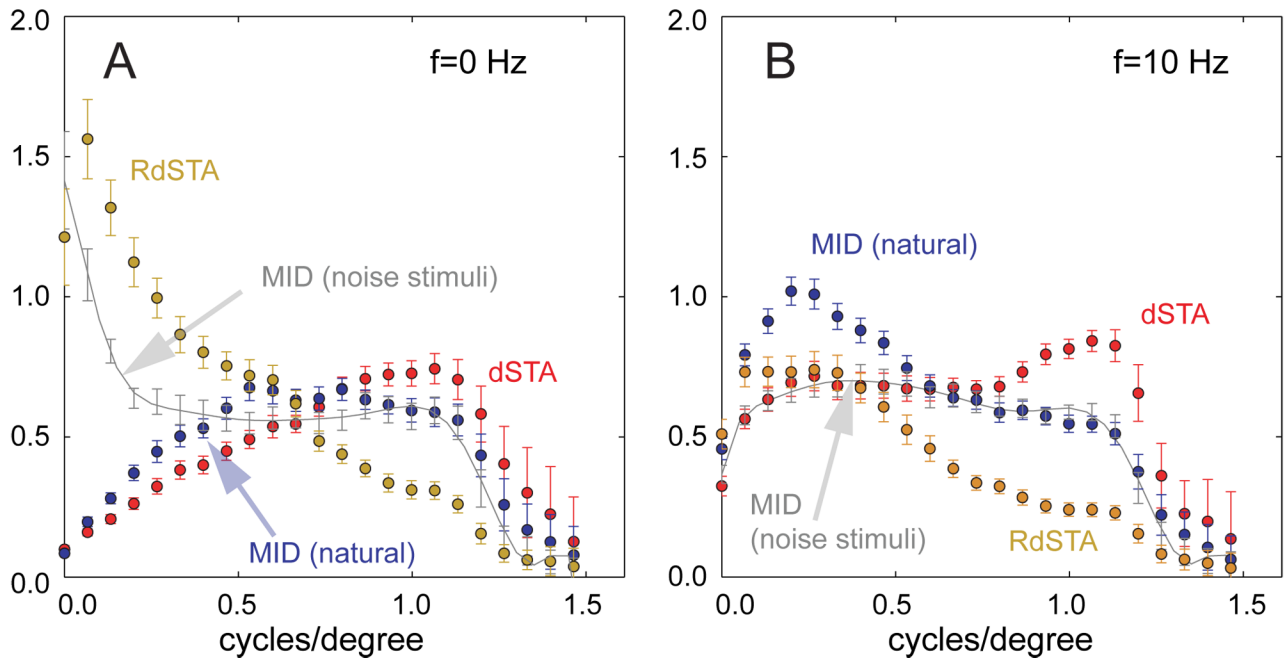 A
f=0 Hz
2.0
1.5
1.0
0.5
0.0
RdSTA
MID (noise stimuli)
dSTA
MID (natural)
0.0 0.5 1.0 1.5
cycles/degree
B
f=10 Hz
2.0
1.5
1.0
0.5
0.0
MID (natural)
dSTA
MID
(noise stimuli)
RdSTA
0.0 0.5 1.0 1.5
cycles/degree